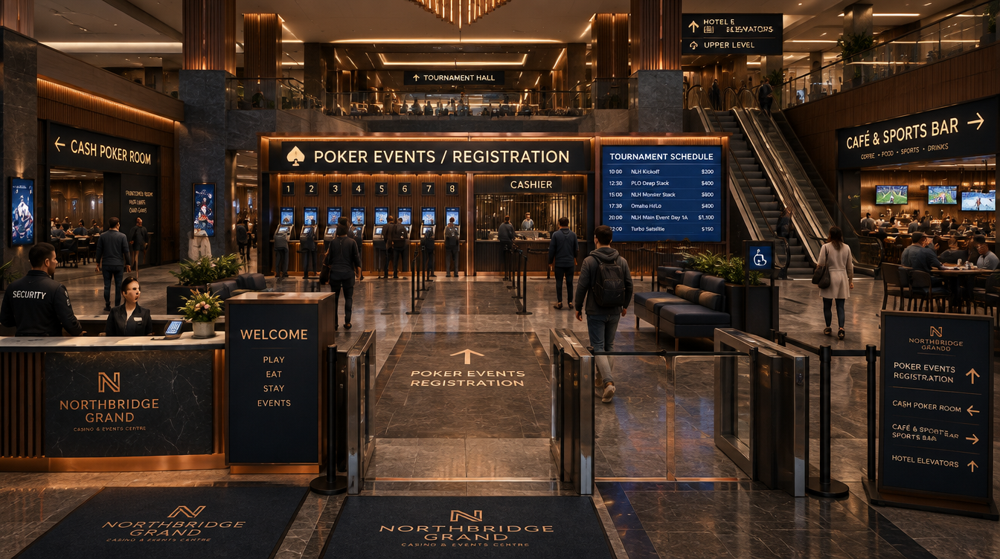 HOTEL
UPPER LEVEL
TOURNAMENT HALL
← CASH POKER ROOM
POKER EVENTS / REGISTRATION
1 2 3 4 5 6 7 8
CASHIER
TOURNAMENT SCHEDULE
10:00 NLH Kickoff $200
12:30 PLO Deep Stack $400
15:00 NLH Monster Stack $600
17:30 Omaha Hi/Lo $400
20:00 NLH Main Event Day 1A $1,100
22:00 Turbo Satellite $150
CAFÉ & SPORTS BAR →
COFFEE • FOOD • SPORTS • DRINKS
SECURITY
WELCOME
PLAY
EAT
STAY
EVENTS
N
NORTHBRIDGE
GRAND
CASINO & EVENTS CENTRE
↑
POKER EVENTS
REGISTRATION
N
NORTHBRIDGE
GRAND
POKER EVENTS
REGISTRATION ↑
CASH POKER ROOM ←
CAFÉ &
SPORTS BAR →
HOTEL ELEVATORS ↑
N
NORTHBRIDGE
GRAND
CASINO & EVENTS CENTRE
N
NORTHBRIDGE
GRAND
CASINO & EVENTS CENTRE